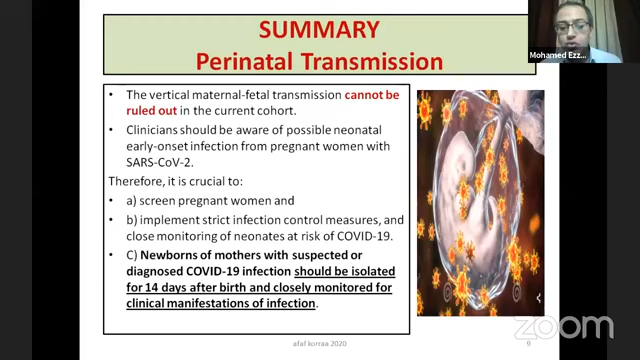 SUMMARY
Perinatal Transmission
Mohamed Ezz...
• The vertical maternal-fetal transmission cannot be
ruled out in the current cohort.
• Clinicians should be aware of possible neonatal
early-onset infection from pregnant women with
SARS-CoV-2.
Therefore, it is crucial to:
• a) screen pregnant women and
• b) implement strict infection control measures, and
close monitoring of neonates at risk of COVID-19.
• C) Newborns of mothers with suspected or
diagnosed COVID-19 infection should be isolated
for 14 days after birth and closely monitored for
clinical manifestations of infection.
afaf korraa 2020
9
zoom